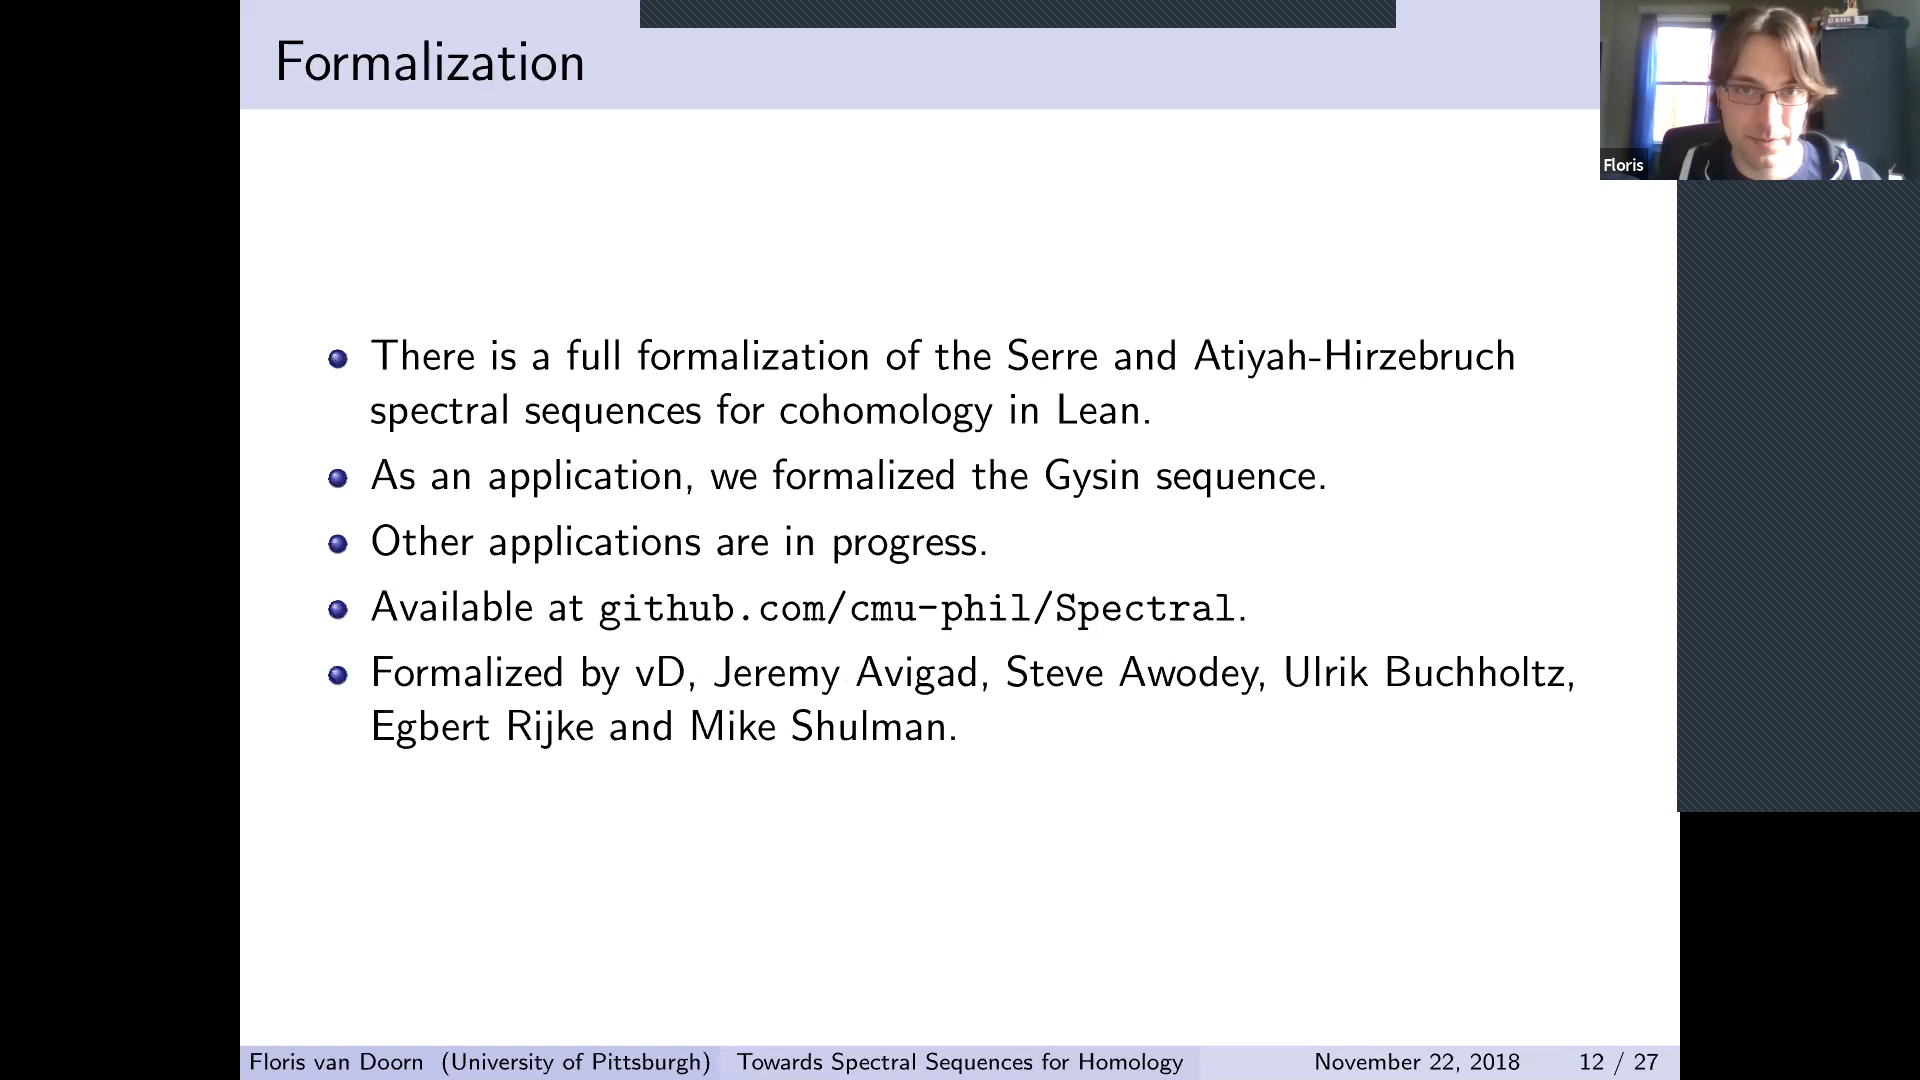 Formalization
Floris
There is a full formalization of the Serre and Atiyah-Hirzebruch
spectral sequences for cohomology in Lean.
As an application, we formalized the Gysin sequence.
Other applications are in progress.
Available at github.com/cmu-phil/Spectral.
Formalized by vD, Jeremy Avigad, Steve Awodey, Ulrik Buchholtz,
Egbert Rijke and Mike Shulman.
Floris van Doorn (University of Pittsburgh) Towards Spectral Sequences for Homology November 22, 2018 12 / 27